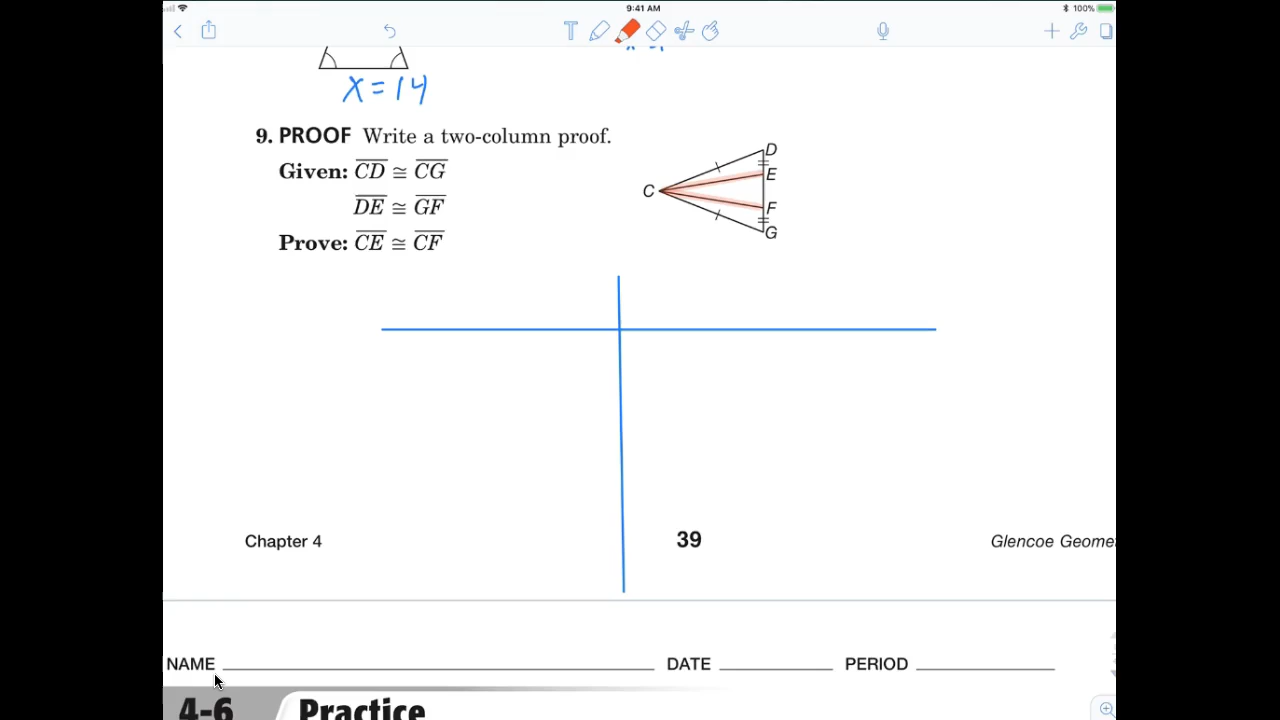 9:41 AM
100%
T
x = 14
9. PROOF Write a two-column proof.
Given: CD ≅ CG
DE ≅ GF
Prove: CE ≅ CF
D
E
C
F
G
Chapter 4
39
Glencoe Geome
NAME DATE PERIOD
4-6 Practice